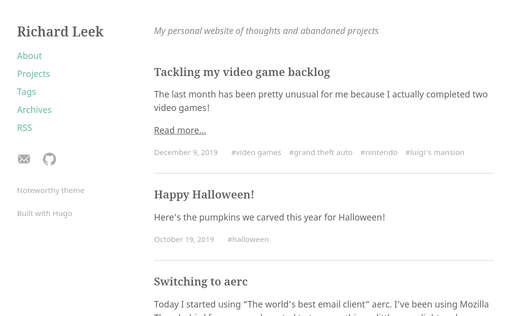 Richard Leek
About
Projects
Tags
Archives
RSS
Noteworthy theme
Built with Hugo
My personal website of thoughts and abandoned projects
Tackling my video game backlog
The last month has been pretty unusual for me because I actually completed two
video games!
Read more...
December 9, 2019 #video games #grand theft auto #nintendo #luigi's mansion
Happy Halloween!
Here's the pumpkins we carved this year for Halloween!
October 19, 2019 #halloween
Switching to aerc
Today I started using “The world's best email client” aerc. I've been using Mozilla